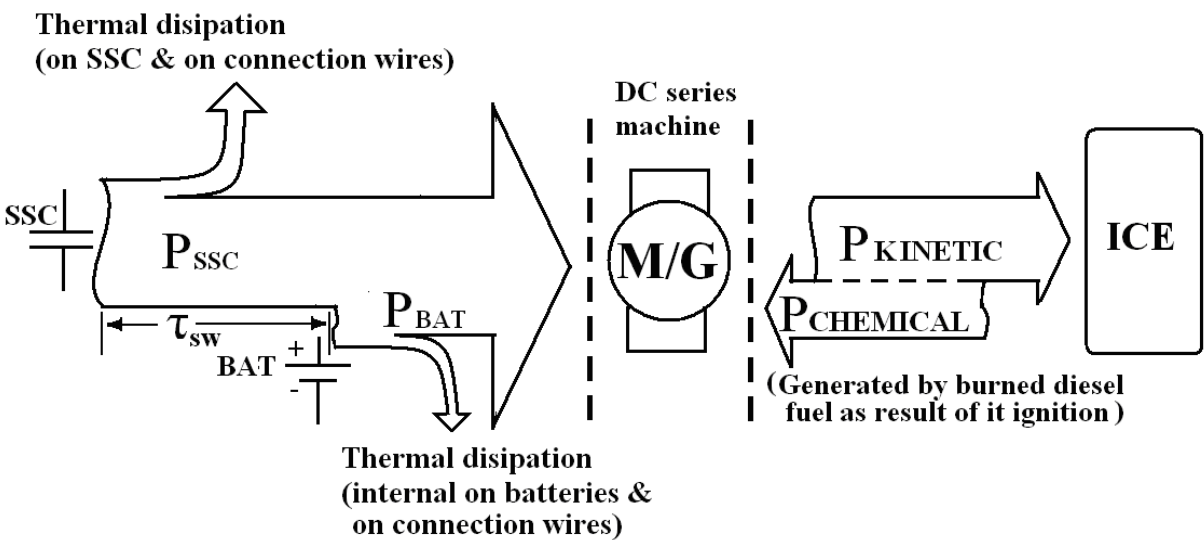 Thermal disipation
(on SSC & on connection wires)
DC series
machine
SSC
PSSC
M/G
PKINETIC
ICE
τsw
PBAT
PCHEMICAL
BAT
+
-
(Generated by burned diesel
fuel as result of it ignition)
Thermal disipation
(internal on batteries &
on connection wires)